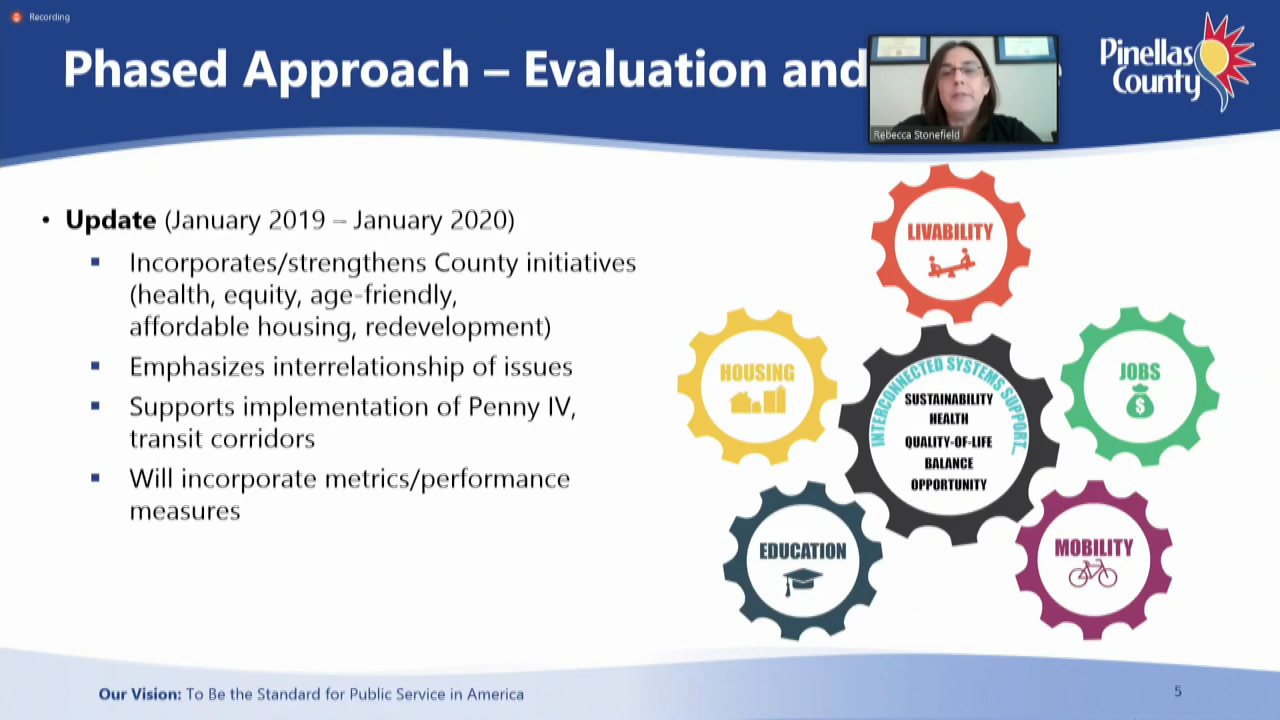 Recording
Phased Approach – Evaluation and
Rebecca Stonefield
Pinellas
County
• Update (January 2019 – January 2020)
▪ Incorporates/strengthens County initiatives
(health, equity, age-friendly,
affordable housing, redevelopment)
▪ Emphasizes interrelationship of issues
▪ Supports implementation of Penny IV,
transit corridors
▪ Will incorporate metrics/performance
measures
LIVABILITY
HOUSING
JOBS
$
INTERCONNECTED SYSTEMS SUPPORT...
SUSTAINABILITY
HEALTH
QUALITY-OF-LIFE
BALANCE
OPPORTUNITY
EDUCATION
MOBILITY
Our Vision: To Be the Standard for Public Service in America
5